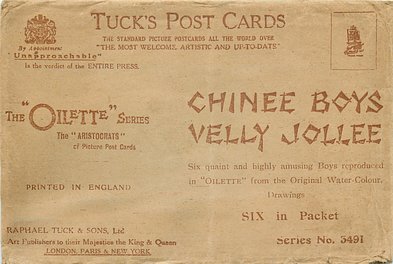 TUCK'S POST CARDS
THE STANDARD PICTURE POSTCARDS ALL THE WORLD OVER
"THE MOST WELCOME, ARTISTIC AND UP-TO-DATE"
By Appointment
"Unapproachable"
is the verdict of the ENTIRE PRESS.
THE "OILETTE" SERIES
The "ARISTOCRATS"
of Picture Post Cards
PRINTED IN ENGLAND
RAPHAEL TUCK & SONS, Ltd
Art Publishers to their Majesties the King & Queen
LONDON, PARIS & NEW YORK
CHINEE BOYS
VELLY JOLLEE
Six quaint and highly amusing Boys reproduced
in "OILETTE" from the Original Water-Colour
Drawings
SIX in Packet
Series No. 3491